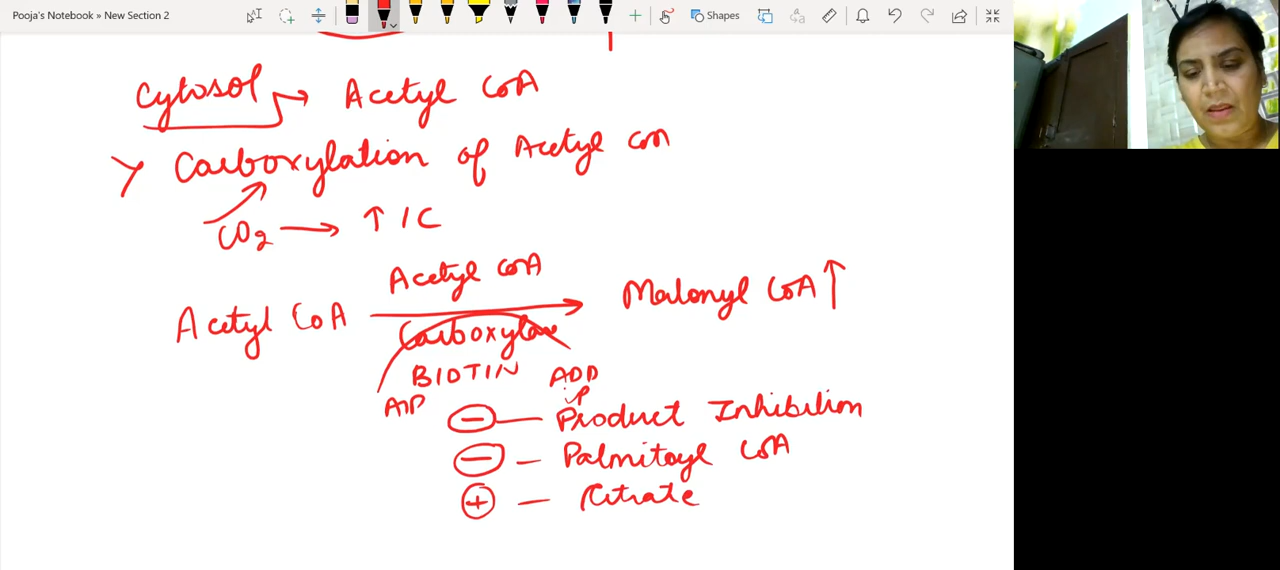 Pooja's Notebook » New Section 2
Shapes
Cytosol → Acetyl CoA
> Carboxylation of Acetyl CoA
CO2 → ↑ 1C
Acetyl CoA
Acetyl CoA → Malonyl CoA ↑
Carboxylase
BIOTIN
ATP ADP
⊖ — Product Inhibition
⊖ — Palmitoyl CoA
⊕ — Citrate